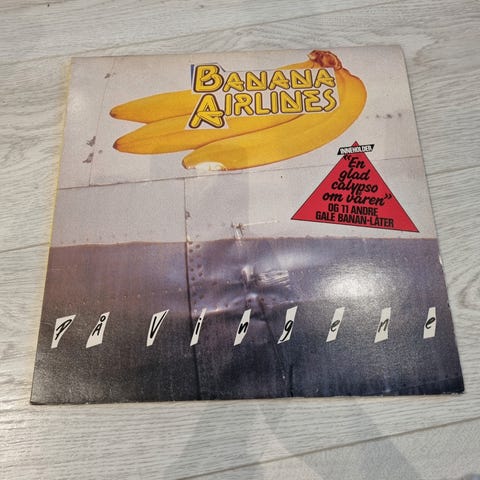 BANANA
AIRLINES
INNEHOLDER
"En
glad
calypso
om våren"
OG 11 ANDRE
GALE BANAN-LÅTER
På Vingene